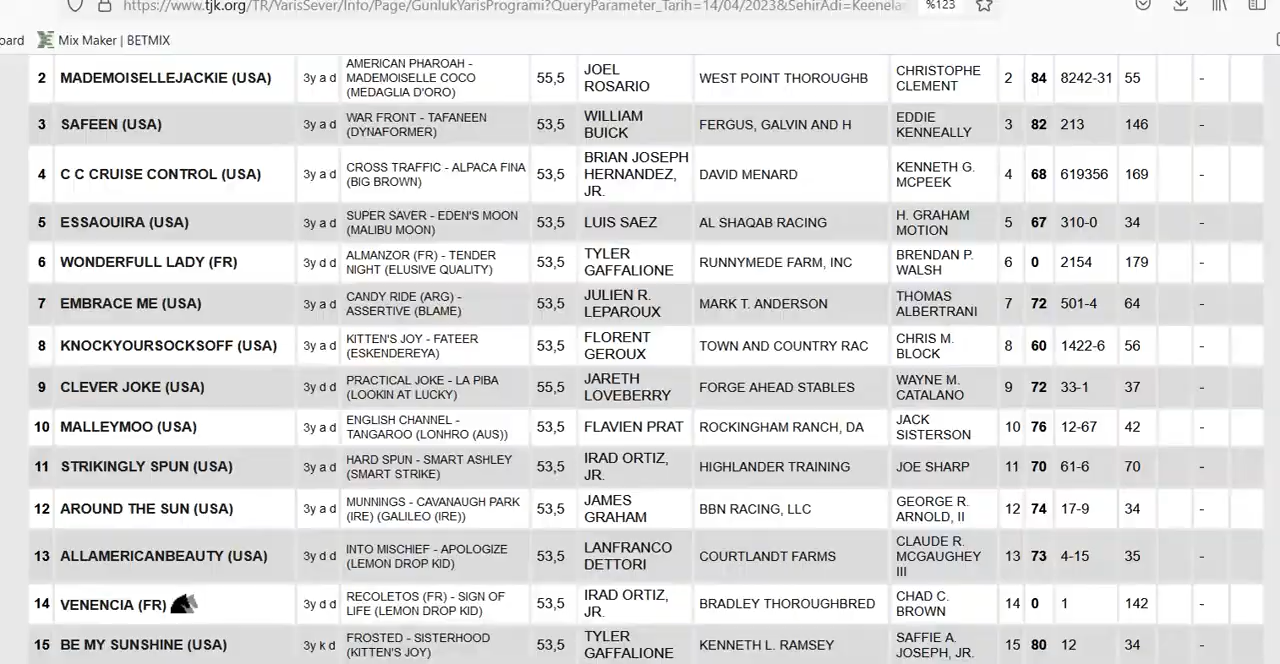 https://www.tjk.org/TR/YarisSever/Info/Page/GunlukYarisProgrami?QueryParameter_Tarih=14/04/2023&SehirAdi=Keenela %123
oard Mix Maker | BETMIX
2 MADEMOISELLEJACKIE (USA) 3y a d AMERICAN PHAROAH - MADEMOISELLE COCO (MEDAGLIA D'ORO) 55,5 JOEL ROSARIO WEST POINT THOROUGHB CHRISTOPHE CLEMENT 2 84 8242-31 55 -
3 SAFEEN (USA) 3y a d WAR FRONT - TAFANEEN (DYNAFORMER) 53,5 WILLIAM BUICK FERGUS, GALVIN AND H EDDIE KENNEALLY 3 82 213 146 -
4 C C CRUISE CONTROL (USA) 3y a d CROSS TRAFFIC - ALPACA FINA (BIG BROWN) 53,5 BRIAN JOSEPH HERNANDEZ, JR. DAVID MENARD KENNETH G. MCPEEK 4 68 619356 169 -
5 ESSAOUIRA (USA) 3y a d SUPER SAVER - EDEN'S MOON (MALIBU MOON) 53,5 LUIS SAEZ AL SHAQAB RACING H. GRAHAM MOTION 5 67 310-0 34 -
6 WONDERFULL LADY (FR) 3y d d ALMANZOR (FR) - TENDER NIGHT (ELUSIVE QUALITY) 53,5 TYLER GAFFALIONE RUNNYMEDE FARM, INC BRENDAN P. WALSH 6 0 2154 179 -
7 EMBRACE ME (USA) 3y a d CANDY RIDE (ARG) - ASSERTIVE (BLAME) 53,5 JULIEN R. LEPAROUX MARK T. ANDERSON THOMAS ALBERTRANI 7 72 501-4 64 -
8 KNOCKYOURSOCKSOFF (USA) 3y a d KITTEN'S JOY - FATEER (ESKENDEREYA) 53,5 FLORENT GEROUX TOWN AND COUNTRY RAC CHRIS M. BLOCK 8 60 1422-6 56 -
9 CLEVER JOKE (USA) 3y d d PRACTICAL JOKE - LA PIBA (LOOKIN AT LUCKY) 55,5 JARETH LOVEBERRY FORGE AHEAD STABLES WAYNE M. CATALANO 9 72 33-1 37 -
10 MALLEYMOO (USA) 3y a d ENGLISH CHANNEL - TANGAROO (LONHRO (AUS)) 53,5 FLAVIEN PRAT ROCKINGHAM RANCH, DA JACK SISTERSON 10 76 12-67 42 -
11 STRIKINGLY SPUN (USA) 3y a d HARD SPUN - SMART ASHLEY (SMART STRIKE) 53,5 IRAD ORTIZ, JR. HIGHLANDER TRAINING JOE SHARP 11 70 61-6 70 -
12 AROUND THE SUN (USA) 3y a d MUNNINGS - CAVANAUGH PARK (IRE) (GALILEO (IRE)) 53,5 JAMES GRAHAM BBN RACING, LLC GEORGE R. ARNOLD, II 12 74 17-9 34 -
13 ALLAMERICANBEAUTY (USA) 3y d d INTO MISCHIEF - APOLOGIZE (LEMON DROP KID) 53,5 LANFRANCO DETTORI COURTLANDT FARMS CLAUDE R. MCGAUGHEY III 13 73 4-15 35 -
14 VENENCIA (FR) 3y d d RECOLETOS (FR) - SIGN OF LIFE (LEMON DROP KID) 53,5 IRAD ORTIZ, JR. BRADLEY THOROUGHBRED CHAD C. BROWN 14 0 1 142 -
15 BE MY SUNSHINE (USA) 3y k d FROSTED - SISTERHOOD (KITTEN'S JOY) 53,5 TYLER GAFFALIONE KENNETH L. RAMSEY SAFFIE A. JOSEPH, JR. 15 80 12 34 -